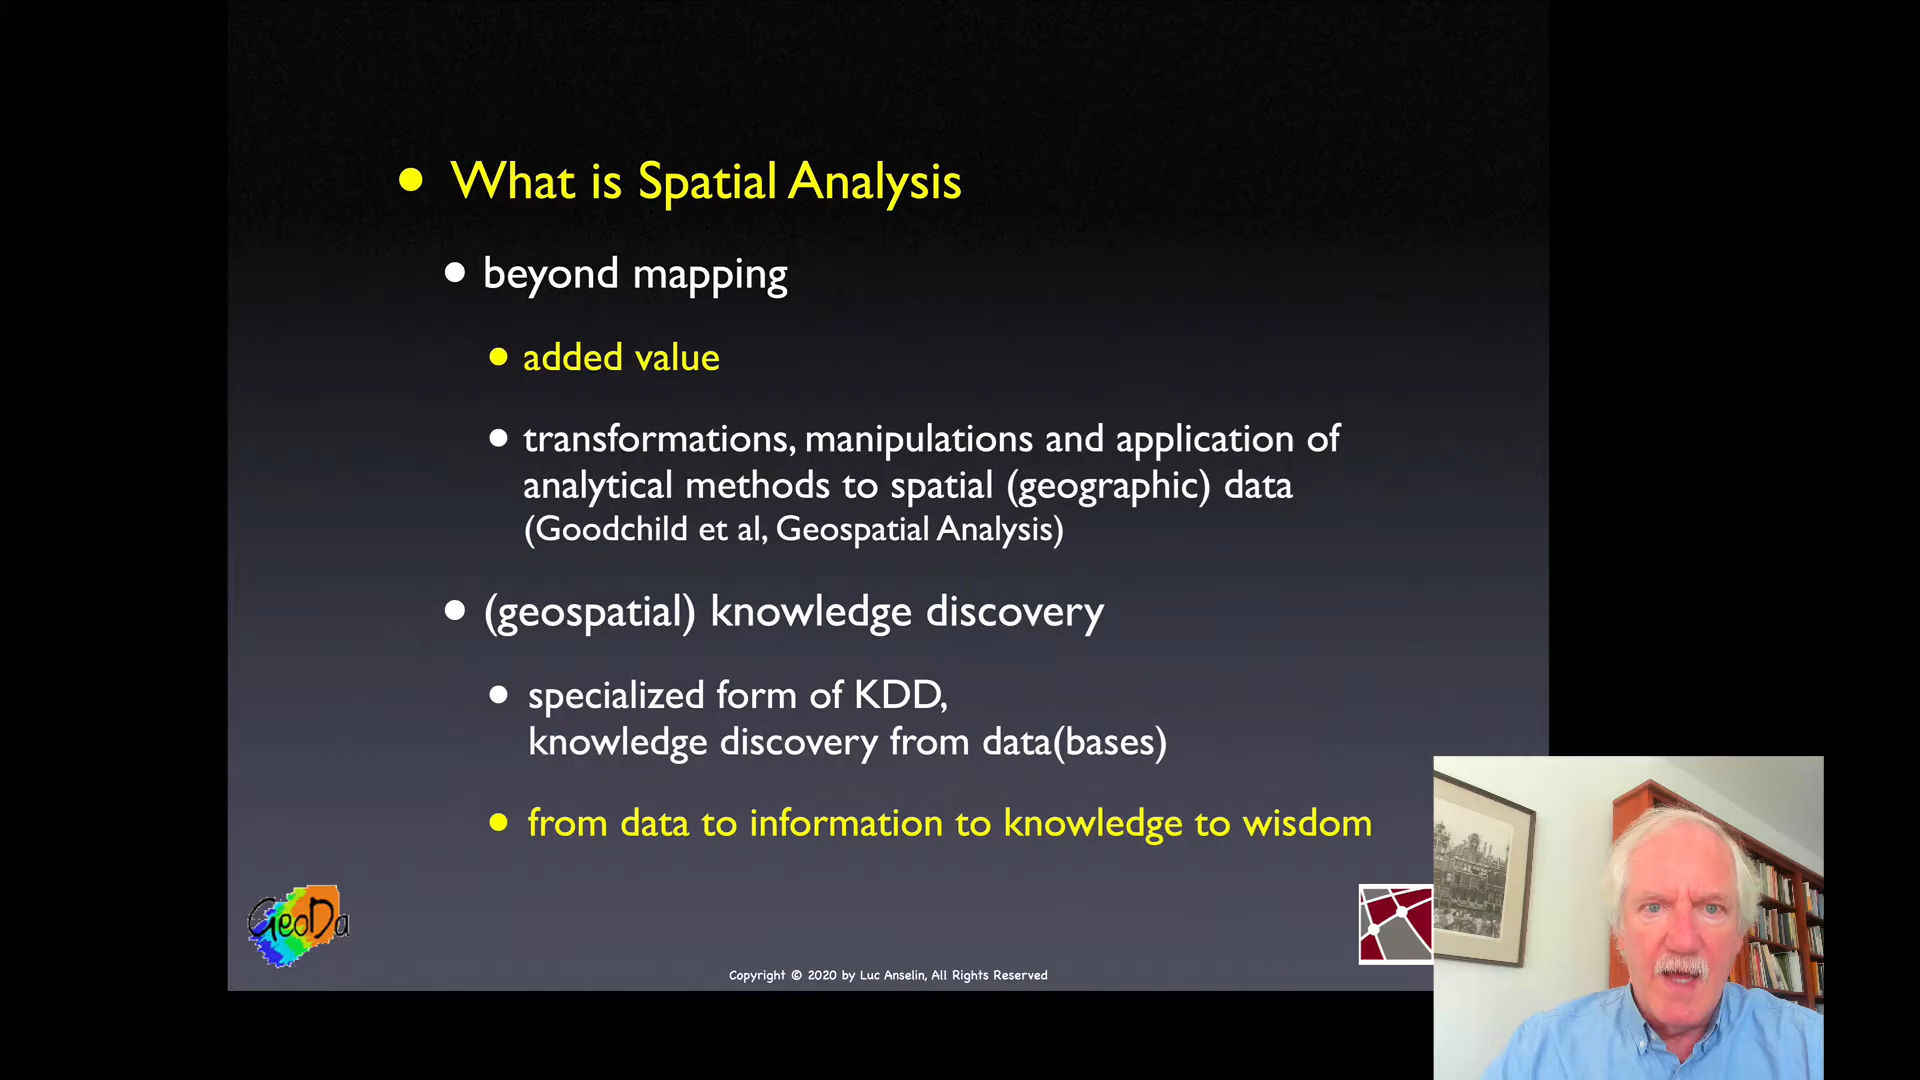 What is Spatial Analysis
beyond mapping
added value
transformations, manipulations and application of
analytical methods to spatial (geographic) data
(Goodchild et al, Geospatial Analysis)
(geospatial) knowledge discovery
specialized form of KDD,
knowledge discovery from data(bases)
from data to information to knowledge to wisdom
GeoDa
Copyright © 2020 by Luc Anselin, All Rights Reserved